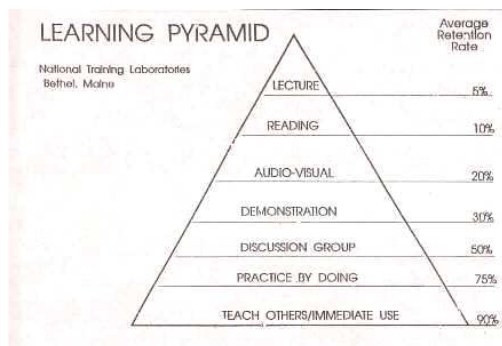 LEARNING PYRAMID
National Training Laboratories
Bethel, Maine
Average
Retention
Rate
LECTURE 5%
READING 10%
AUDIO-VISUAL 20%
DEMONSTRATION 30%
DISCUSSION GROUP 50%
PRACTICE BY DOING 75%
TEACH OTHERS/IMMEDIATE USE 90%